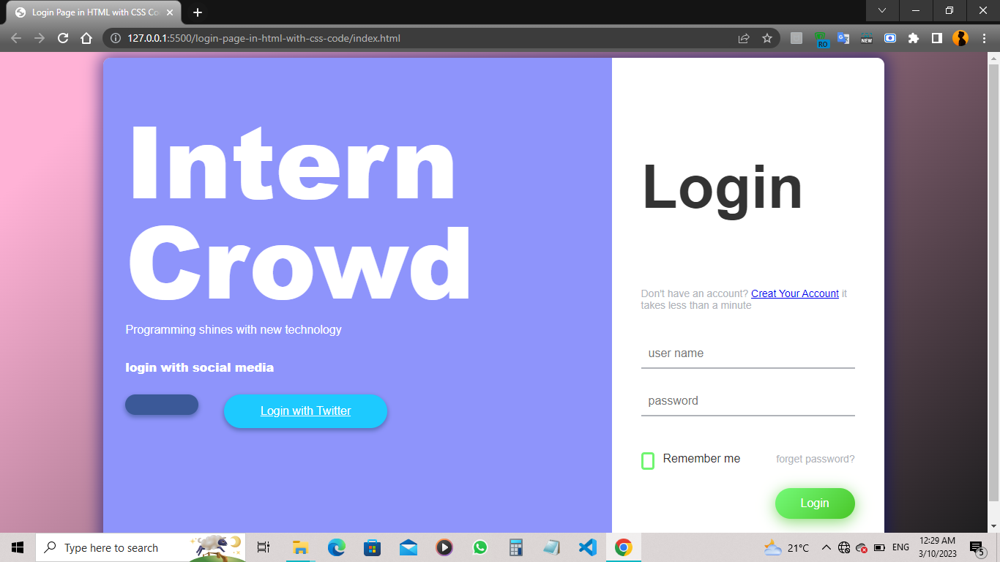 Login Page in HTML with CSS Co
127.0.0.1:5500/login-page-in-html-with-css-code/index.html
RO
NEW
Intern
Crowd
Programming shines with new technology
login with social media
Login with Twitter
Login
Don't have an account? Creat Your Account it
takes less than a minute
user name
password
Remember me
forget password?
Login
Type here to search
21°C
ENG
12:29 AM
3/10/2023
5